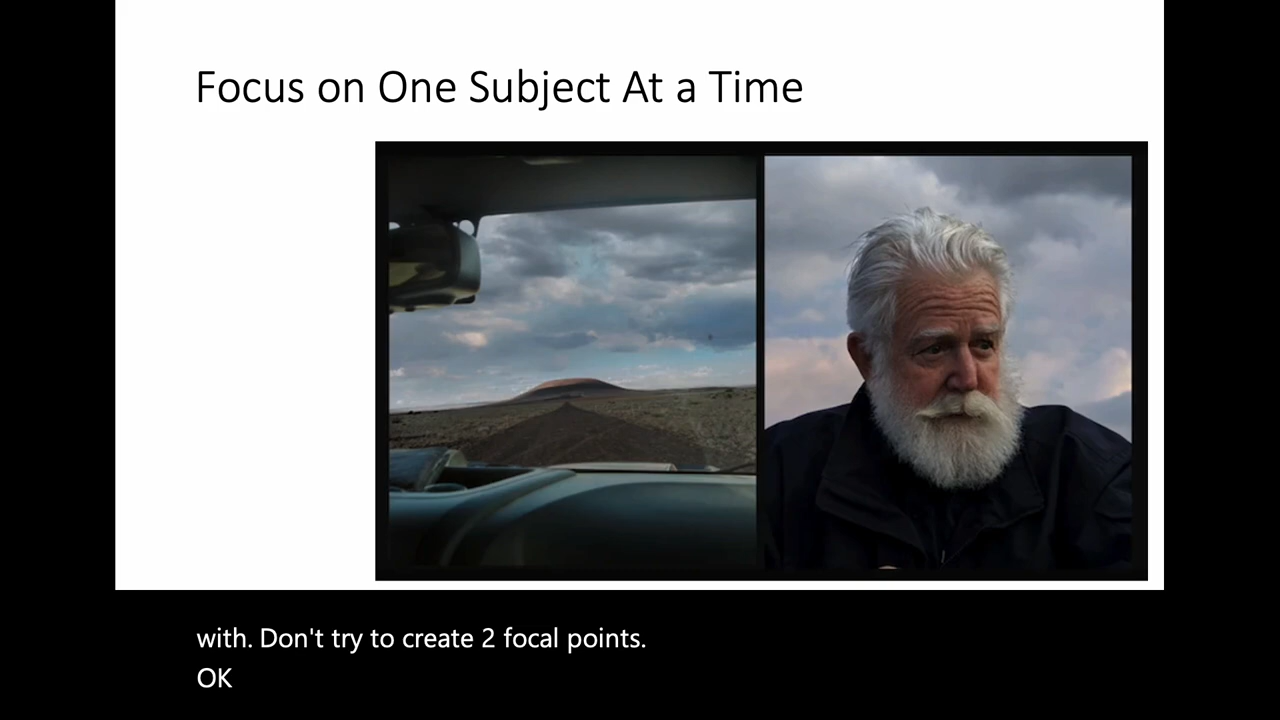 Focus on One Subject At a Time
with. Don't try to create 2 focal points.
OK